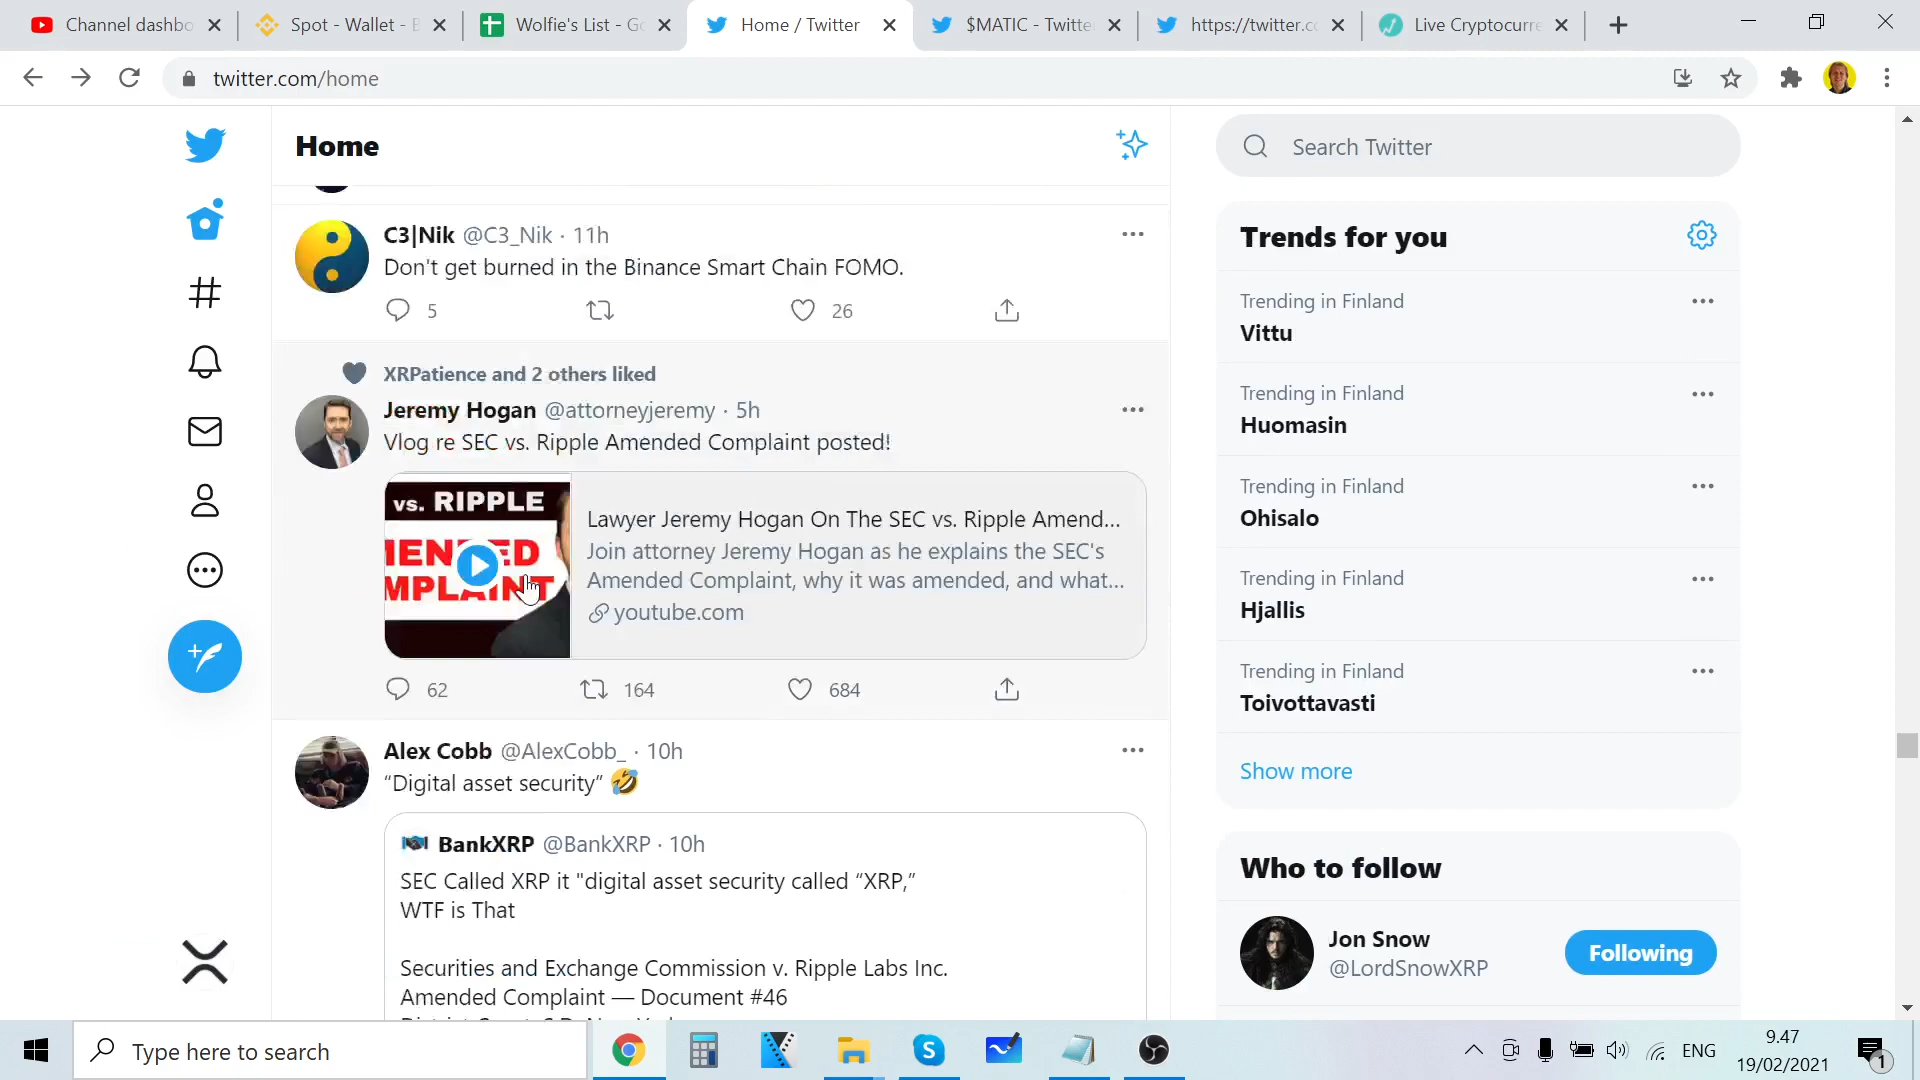 Channel dashbo
Spot - Wallet - B
Wolfie's List - Go
Home / Twitter
$MATIC - Twitte
https://twitter.co
Live Cryptocurre
twitter.com/home
Home
Search Twitter
C3|Nik @C3_Nik · 11h
Don't get burned in the Binance Smart Chain FOMO.
5
26
XRPatience and 2 others liked
Jeremy Hogan @attorneyjeremy · 5h
Vlog re SEC vs. Ripple Amended Complaint posted!
vs. RIPPLE
MENDED
MPLAINT
Lawyer Jeremy Hogan On The SEC vs. Ripple Amend...
Join attorney Jeremy Hogan as he explains the SEC's
Amended Complaint, why it was amended, and what...
youtube.com
62
164
684
Alex Cobb @AlexCobb_ · 10h
“Digital asset security” 🤣
BankXRP @BankXRP · 10h
SEC Called XRP it "digital asset security called “XRP,”
WTF is That
Securities and Exchange Commission v. Ripple Labs Inc.
Amended Complaint — Document #46
Trends for you
Trending in Finland
Vittu
Trending in Finland
Huomasin
Trending in Finland
Ohisalo
Trending in Finland
Hjallis
Trending in Finland
Toivottavasti
Show more
Who to follow
Jon Snow
@LordSnowXRP
Following
Type here to search
ENG
9.47
19/02/2021
1